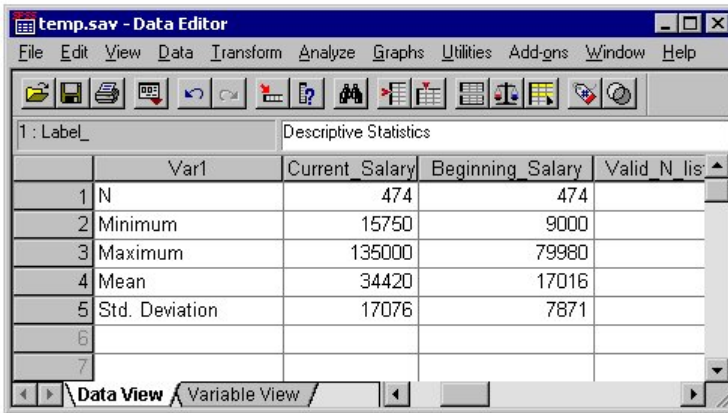 temp.sav - Data Editor
File Edit View Data Transform Analyze Graphs Utilities Add-ons Window Help
1 : Label_ Descriptive Statistics
Var1 Current_Salary Beginning_Salary Valid_N_lis
1 N 474 474
2 Minimum 15750 9000
3 Maximum 135000 79980
4 Mean 34420 17016
5 Std. Deviation 17076 7871
6
7
Data View Variable View